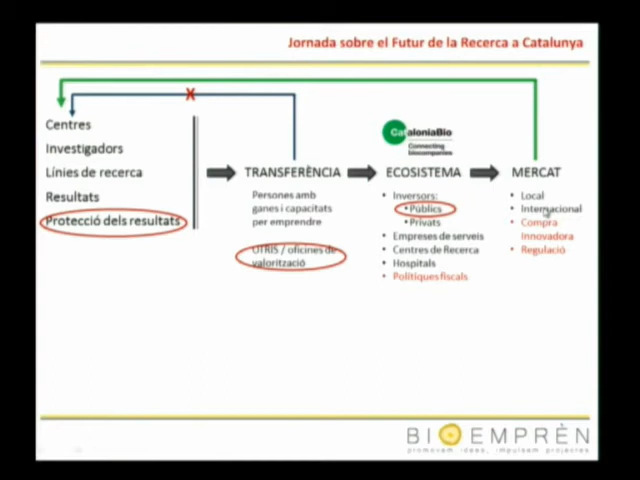 Jornada sobre el Futur de la Recerca a Catalunya
X
Centres
Investigadors
Línies de recerca
Resultats
Protecció dels resultats
TRANSFERÈNCIA
Persones amb
ganes i capacitats
per emprendre
UTRIS / oficines de
valorització
CataloniaBio
Connecting
biocompanies
ECOSISTEMA
• Inversors:
• Públics
• Privats
• Empreses de serveis
• Centres de Recerca
• Hospitals
• Polítiques fiscals
MERCAT
• Local
• Internacional
• Compra
Innovadora
• Regulació
BIOEMPRÈN
promovem idees, impulsem projectes